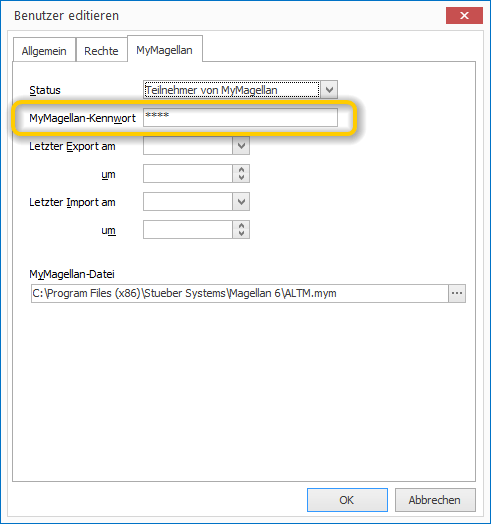 Benutzer editieren
Allgemein Rechte MyMagellan
Status Teilnehmer von MyMagellan
MyMagellan-Kennwort ****
Letzter Export am
um
Letzter Import am
um
MyMagellan-Datei
C:\Program Files (x86)\Stueber Systems\Magellan 6\ALTM.mym ...
OK Abbrechen